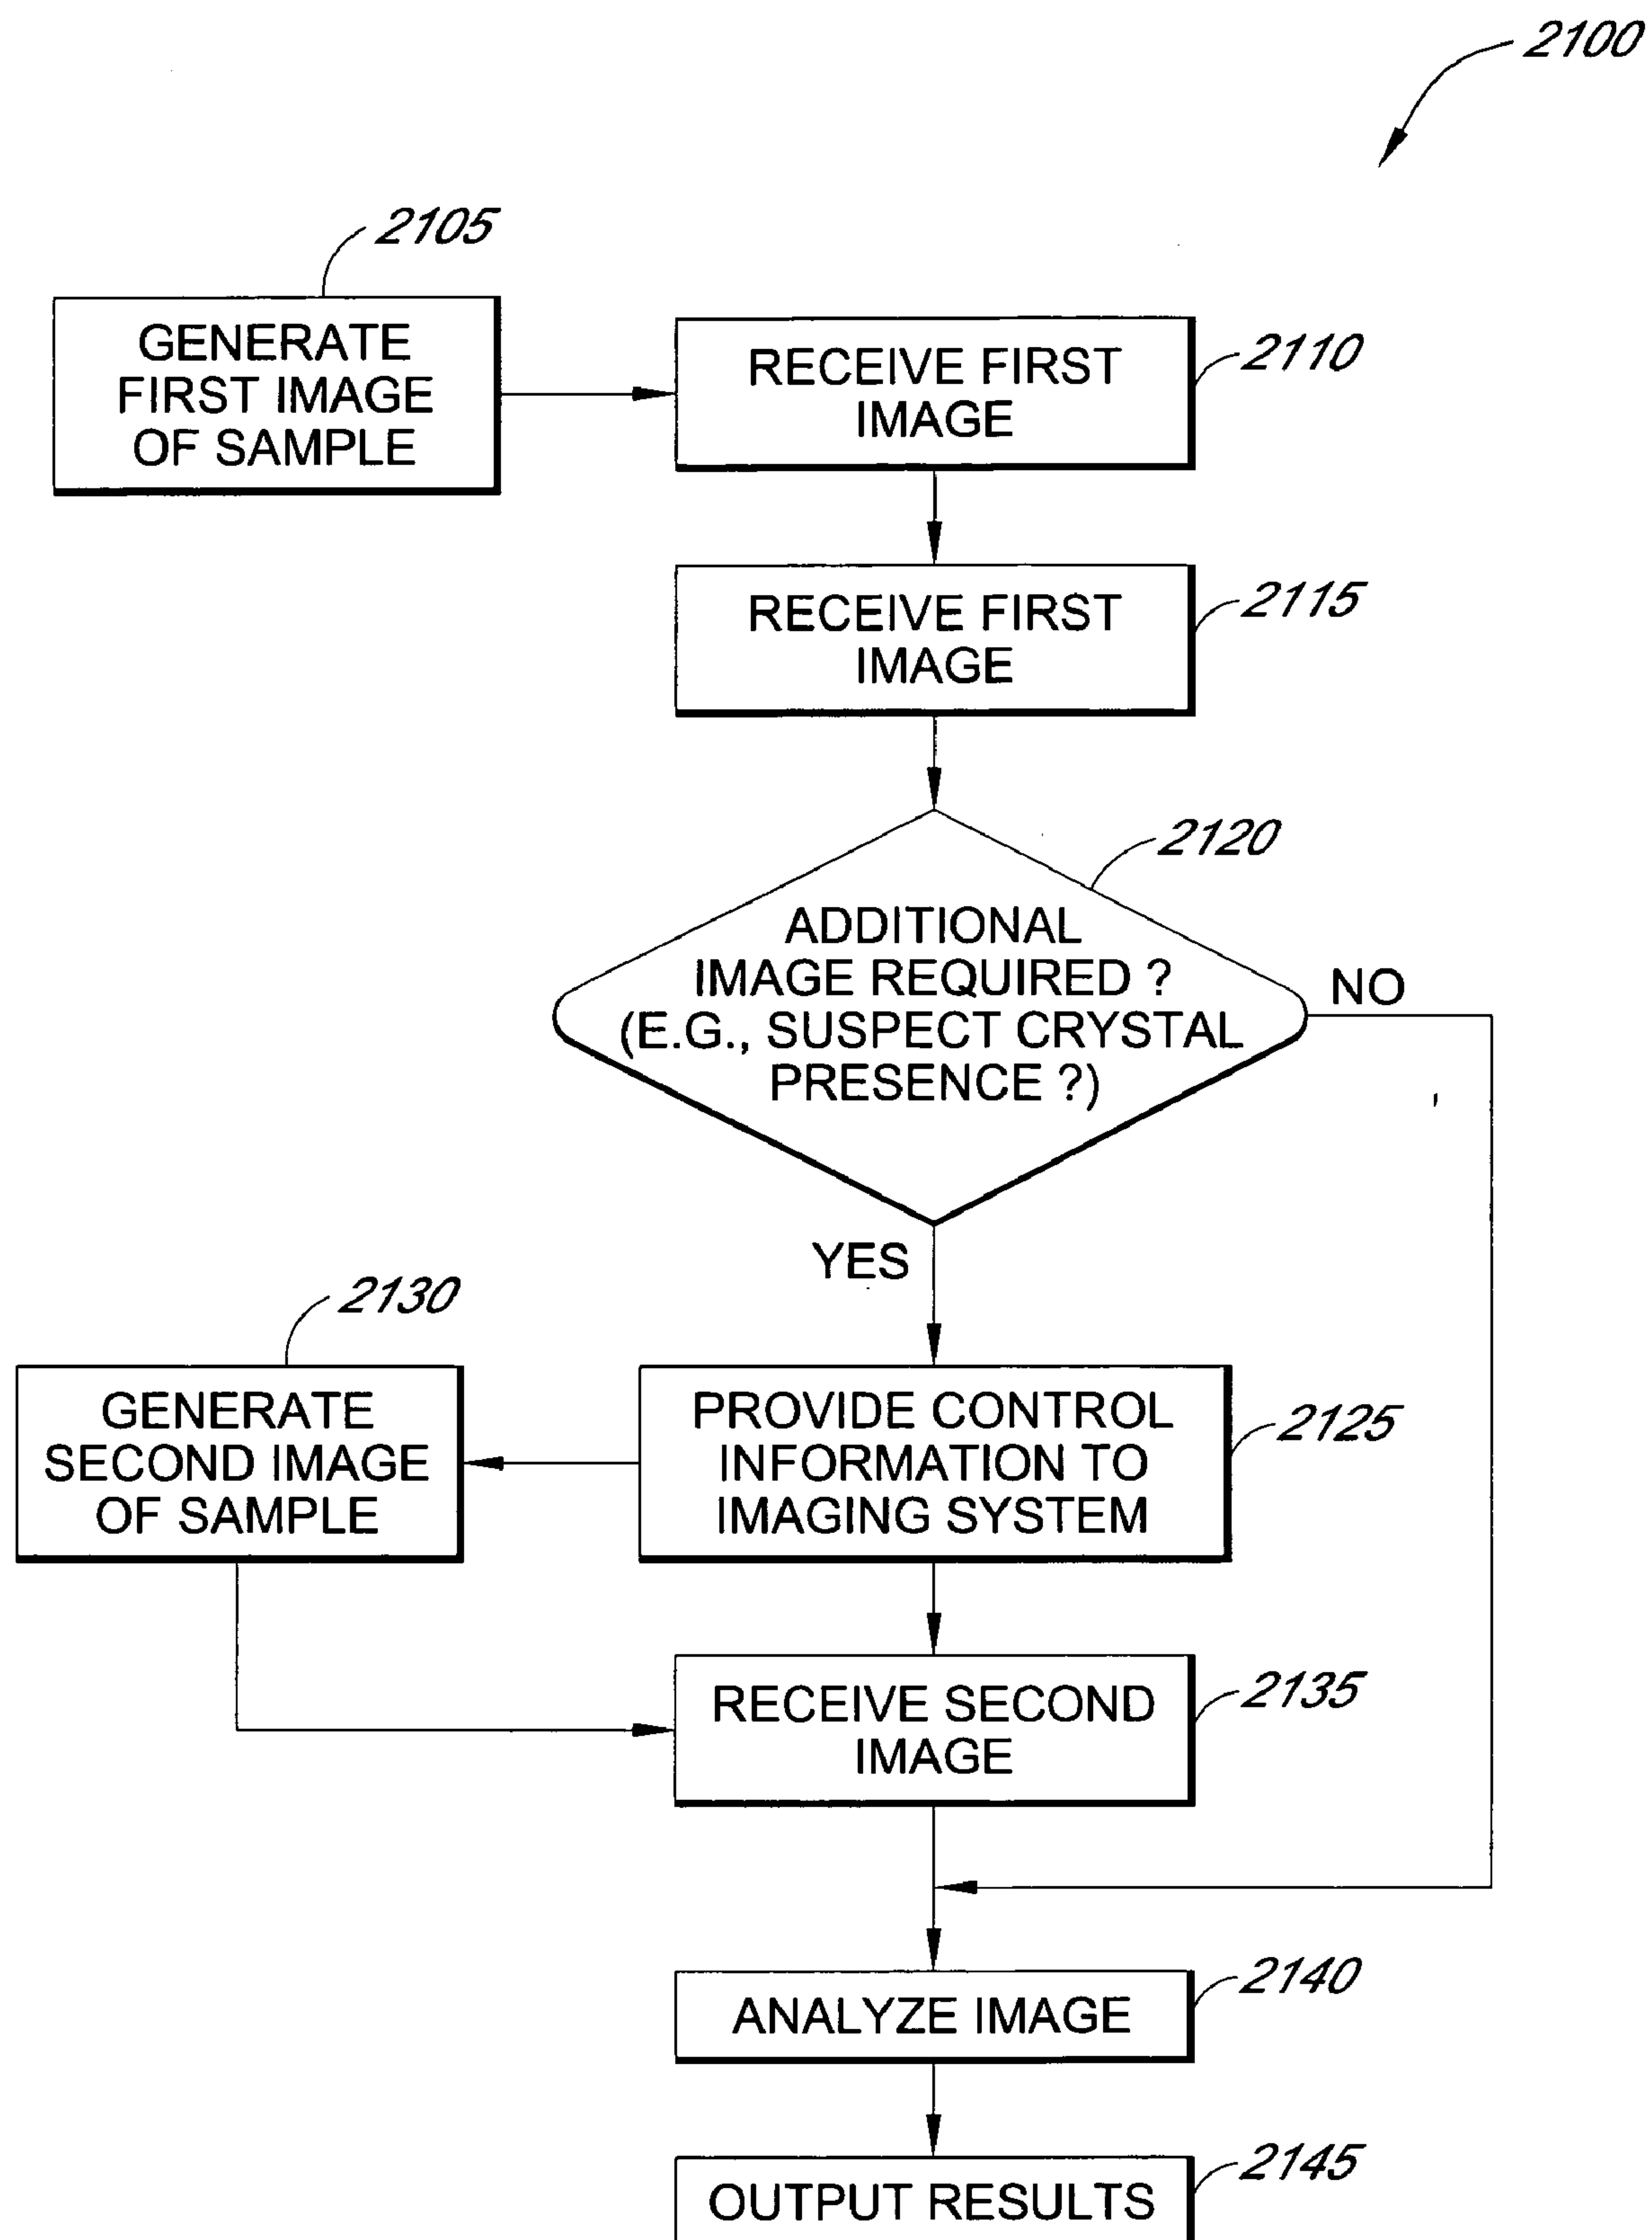 2100
2105
GENERATE
FIRST IMAGE
OF SAMPLE
RECEIVE FIRST
IMAGE
2110
RECEIVE FIRST
IMAGE
2115
2120
ADDITIONAL
IMAGE REQUIRED ?
(E.G., SUSPECT CRYSTAL
PRESENCE ?)
NO
YES
2130
GENERATE
SECOND IMAGE
OF SAMPLE
PROVIDE CONTROL
INFORMATION TO
IMAGING SYSTEM
2125
RECEIVE SECOND
IMAGE
2135
ANALYZE IMAGE
2140
OUTPUT RESULTS
2145